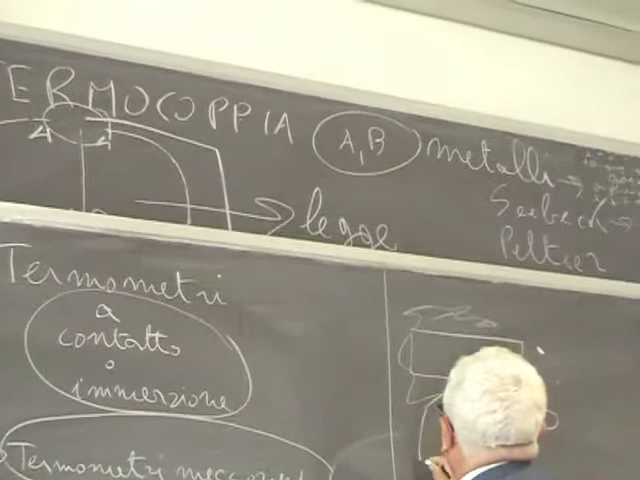 TERMOCOPPIA A,B metalli →
Seebeck →
Peltier
legge
Termometri
a
contatto
o
immersione
Termometri